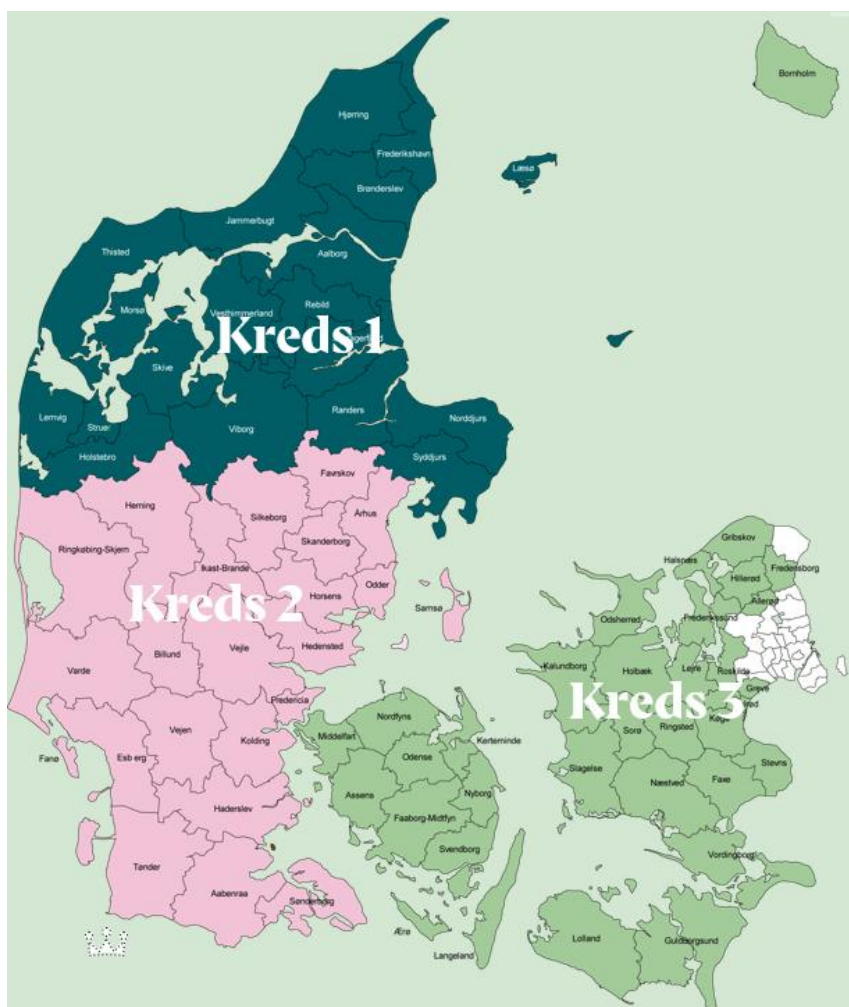 Bornholm
Hjørring
Frederikshavn
Læsø
Brønderslev
Jammerbugt
Thisted
Aalborg
Morsø
Vesthimmerland
Rebild
Kreds 1
Skive
Lemvig
Struer
Viborg
Randers
Norddjurs
Holstebro
Syddjurs
Favrskov
Herning
Silkeborg
Århus
Ringkøbing-Skjern
Skanderborg
Ikast-Brande
Horsens
Odder
Kreds 2
Samsø
Hedensted
Varde
Billund
Vejle
Fredericia
Vejen
Kolding
Fanø
Esb erg
Haderslev
Tønder
Aabenraa
Sønderborg
Gribskov
Halsnæs
Fredensborg
Hillerød
Allerød
Odsherred
Frederikssund
Kalundborg
Holbæk
Lejre
Roskilde
Greve
Kreds 3
Køge
Sorø
Ringsted
Stevns
Slagelse
Næstved
Faxe
Vordingborg
Lolland
Guldborgsund
Nordfyns
Middelfart
Kerteminde
Odense
Assens
Nyborg
Faaborg-Midtfyn
Svendborg
Ærø
Langeland